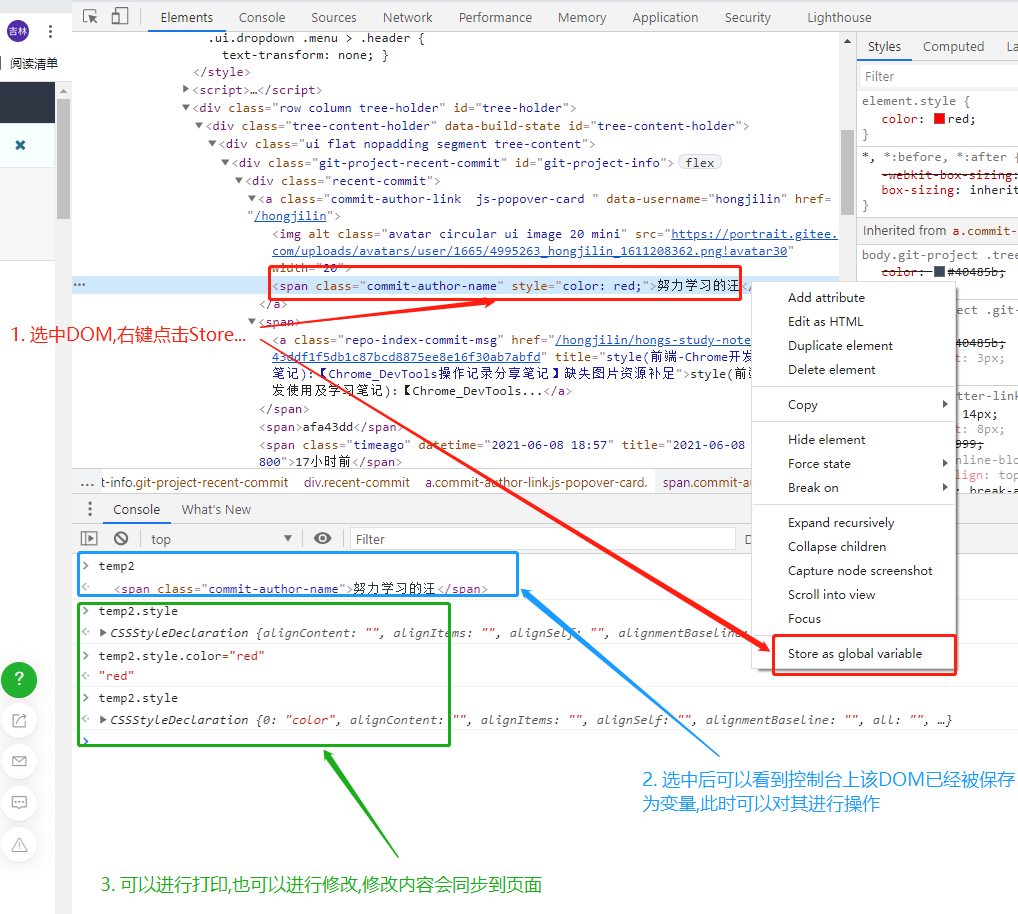 吉林
阅读清单
Elements Console Sources Network Performance Memory Application Security Lighthouse
.ui.dropdown .menu > .header {
text-transform: none; }
</style>
<script>…</script>
<div class="row column tree-holder" id="tree-holder">
<div class="tree-content-holder" data-build-state id="tree-content-holder">
<div class="ui flat nopadding segment tree-content">
<div class="git-project-recent-commit" id="git-project-info"> flex
<div class="recent-commit">
<a class="commit-author-link  js-popover-card " data-username="hongjilin" href=
"/hongjilin">
<img alt class="avatar circular ui image 20 mini" src="https://portrait.gitee.
com/uploads/avatars/user/1665/4995263_hongjilin_1611208362.png!avatar30"
width="20">
<span class="commit-author-name" style="color: red;">努力学习的汪</
</a>
<span>
<a class="repo-index-commit-msg" href="/hongjilin/hongs-study-note
43ddf1f5db1c87bcd8875ee8e16f30ab7abfd" title="style(前端-Chrome开发
笔记):【Chrome_DevTools操作记录分享笔记】缺失图片资源补足">style(前
发使用及学习笔记):【Chrome_DevTools...</a>
</span>
<span>afa43dd</span>
<span class="timeago" datetime="2021-06-08 18:57" title="2021-06-08
800">17小时前</span>
... t-info.git-project-recent-commit div.recent-commit a.commit-author-link.js-popover-card. span.commit-au
Styles Computed La
Filter
element.style {
color: red;
}
*, *:before, *:after {
-webkit-box-sizing:
box-sizing: inherit
}
Inherited from a.commit-
body.git-project .tree
color: #40485b;
ect .git-
40485b;
t: 3px;
tter-link
14px;
t: 8px;
999;
nline-blo
lign: top
: break-a
Add attribute
Edit as HTML
Duplicate element
Delete element
Copy
Hide element
Force state
Break on
Expand recursively
Collapse children
Capture node screenshot
Scroll into view
Focus
Store as global variable
1. 选中DOM,右键点击Store...
Console What's New
top Filter
temp2
<span class="commit-author-name">努力学习的汪</span>
temp2.style
CSSStyleDeclaration {alignContent: "", alignItems: "", alignSelf: "", alignmentBaseline:
temp2.style.color="red"
"red"
temp2.style
CSSStyleDeclaration {0: "color", alignContent: "", alignItems: "", alignSelf: "", alignmentBaseline: "", all: "", …}
?
2. 选中后可以看到控制台上该DOM已经被保存
为变量,此时可以对其进行操作
3. 可以进行打印,也可以进行修改,修改内容会同步到页面